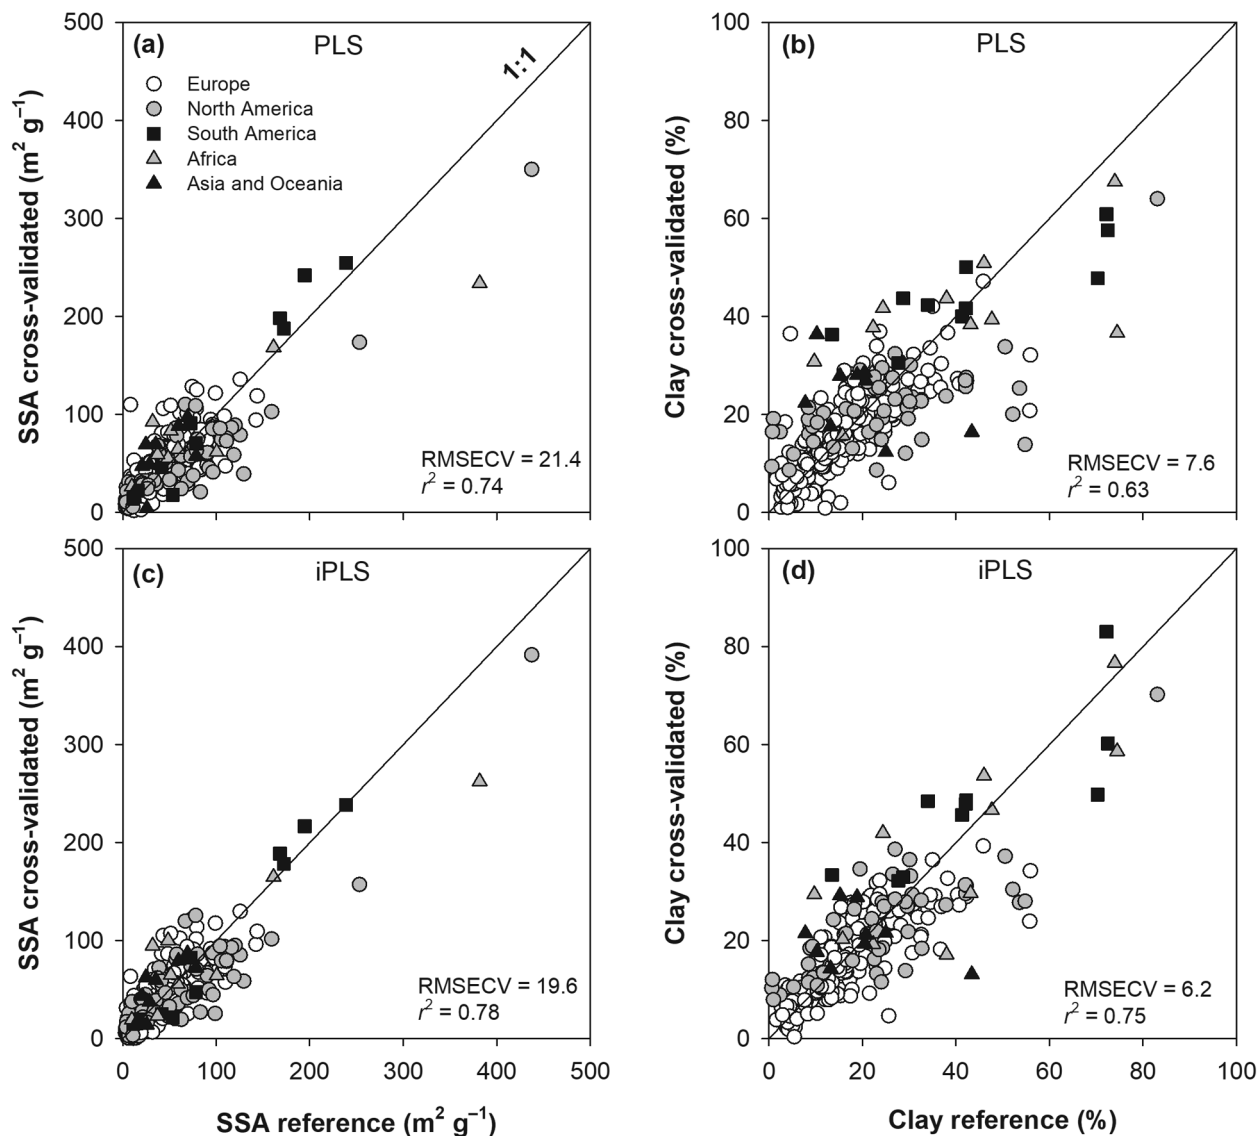 (a) PLS
1:1
Europe
North America
South America
Africa
Asia and Oceania
RMSECV = 21.4
r² = 0.74
SSA cross-validated (m² g⁻¹)
500
400
300
200
100
0
(b) PLS
RMSECV = 7.6
r² = 0.63
Clay cross-validated (%)
100
80
60
40
20
0
(c) iPLS
RMSECV = 19.6
r² = 0.78
SSA cross-validated (m² g⁻¹)
500
400
300
200
100
0
0 100 200 300 400 500
SSA reference (m² g⁻¹)
(d) iPLS
RMSECV = 6.2
r² = 0.75
Clay cross-validated (%)
100
80
60
40
20
0
0 20 40 60 80 100
Clay reference (%)